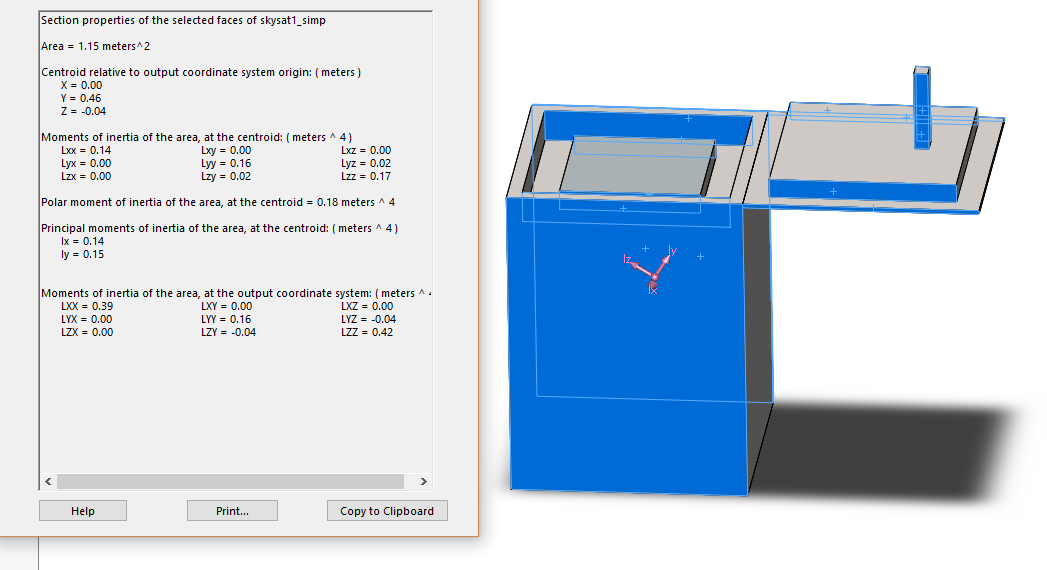 Section properties of the selected faces of skysat1_simp
Area = 1.15 meters^2
Centroid relative to output coordinate system origin: ( meters )
X = 0.00
Y = 0.46
Z = -0.04
Moments of inertia of the area, at the centroid: ( meters ^ 4 )
Lxx = 0.14 Lxy = 0.00 Lxz = 0.00
Lyx = 0.00 Lyy = 0.16 Lyz = 0.02
Lzx = 0.00 Lzy = 0.02 Lzz = 0.17
Polar moment of inertia of the area, at the centroid = 0.18 meters ^ 4
Principal moments of inertia of the area, at the centroid: ( meters ^ 4 )
Ix = 0.14
Iy = 0.15
Moments of inertia of the area, at the output coordinate system: ( meters ^
LXX = 0.39 LXY = 0.00 LXZ = 0.00
LYX = 0.00 LYY = 0.16 LYZ = -0.04
LZX = 0.00 LZY = -0.04 LZZ = 0.42
Help Print... Copy to Clipboard
Iz Iy
Ix